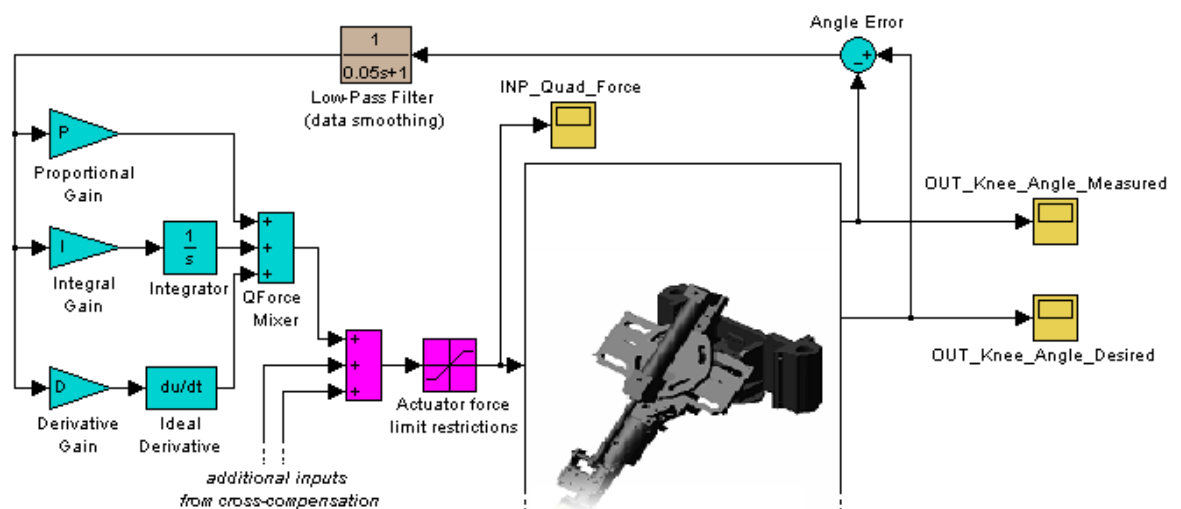 Angle Error
- +
1
0.05s+1
Low-Pass Filter
(data smoothing)
INP_Quad_Force
P
Proportional
Gain
OUT_Knee_Angle_Measured
I
Integral
Gain
1
s
Integrator
+
+
+
QForce
Mixer
OUT_Knee_Angle_Desired
D
Derivative
Gain
du/dt
Ideal
Derivative
+
+
+
Actuator force
limit restrictions
additional inputs
from cross-compensation